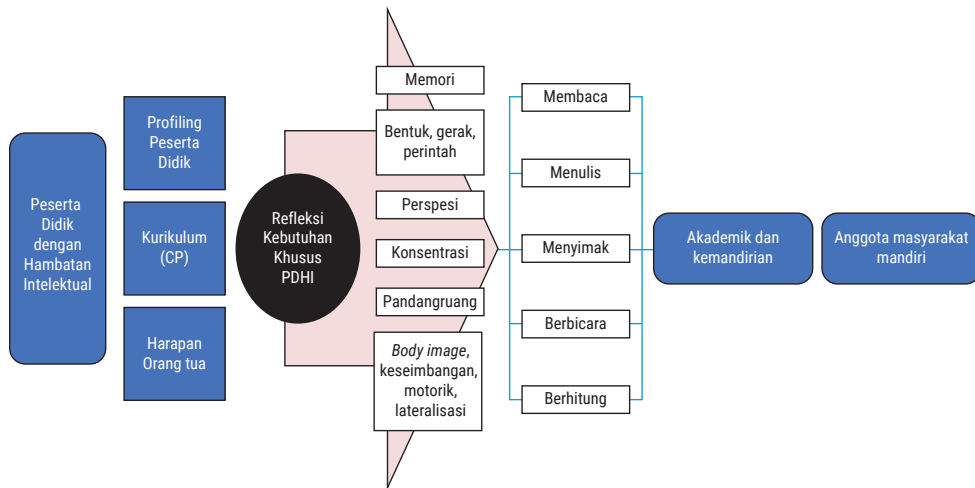 Peserta
Didik
dengan
Hambatan
Intelektual
Profiling
Peserta
Didik
Kurikulum
(CP)
Harapan
Orang tua
Refleksi
Kebutuhan
Khusus
PDHI
Memori
Bentuk, gerak,
perintah
Perspesi
Konsentrasi
Pandangruang
Body image,
keseimbangan,
motorik,
lateralisasi
Membaca
Menulis
Menyimak
Berbicara
Berhitung
Akademik dan
kemandirian
Anggota masyarakat
mandiri